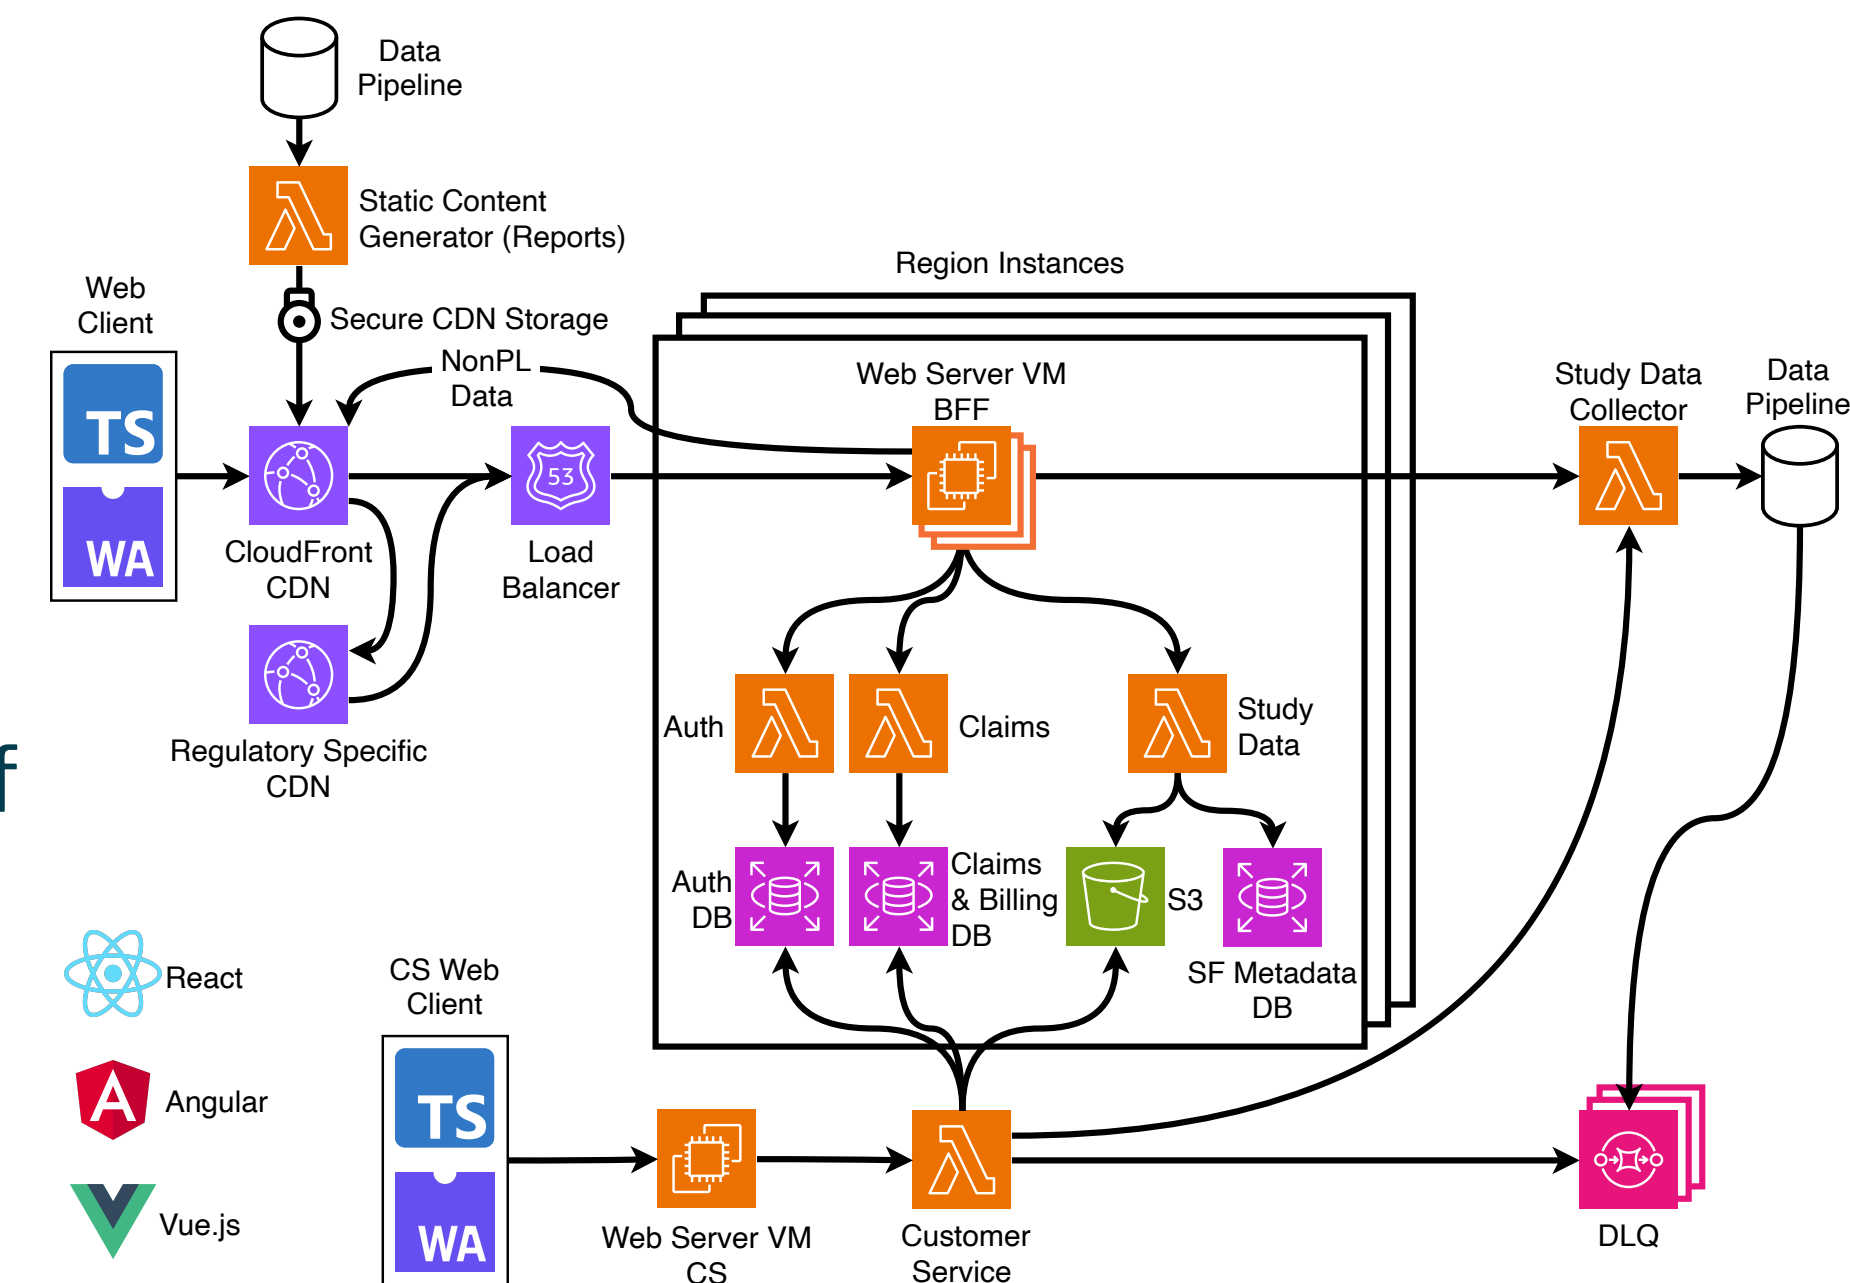 Data
Pipeline
Static Content
Generator (Reports)
Region Instances
Web
Client
Secure CDN Storage
NonPL
Data
Web Server VM
BFF
Study Data
Collector
Data
Pipeline
TS
WA
53
CloudFront
CDN
Load
Balancer
Regulatory Specific
CDN
f
Auth
Claims
Study
Data
Auth
DB
Claims
& Billing
DB
S3
SF Metadata
DB
React
Angular
Vue.js
CS Web
Client
TS
WA
Web Server VM
CS
Customer
Service
DLQ